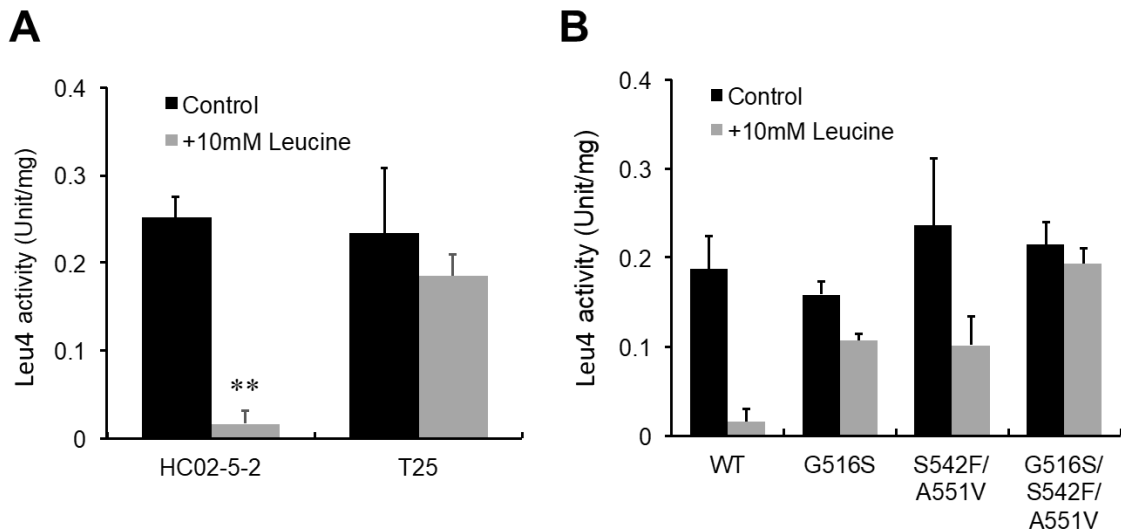 A
Leu4 activity (Unit/mg)
0.4
0.3
0.2
0.1
0
Control
+10mM Leucine
**
HC02-5-2
T25
B
Leu4 activity (Unit/mg)
0.4
0.3
0.2
0.1
0
Control
+10mM Leucine
WT
G516S
S542F/
A551V
G516S/
S542F/
A551V